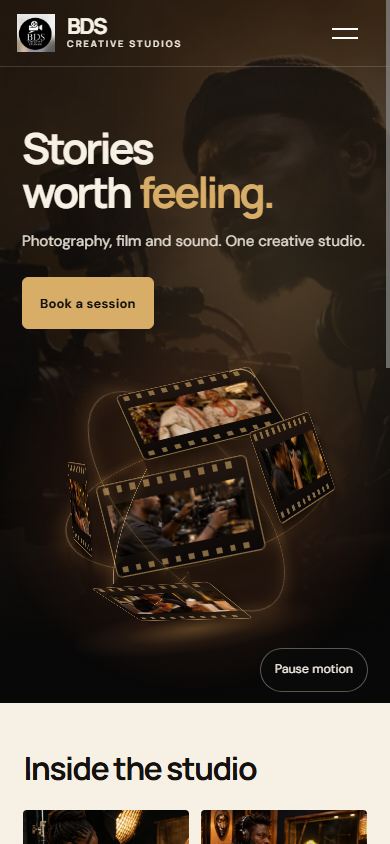 BDS
BDS
CREATIVE STUDIOS
Stories
worth feeling.
Photography, film and sound. One creative studio.
Book a session
Pause motion
Inside the studio